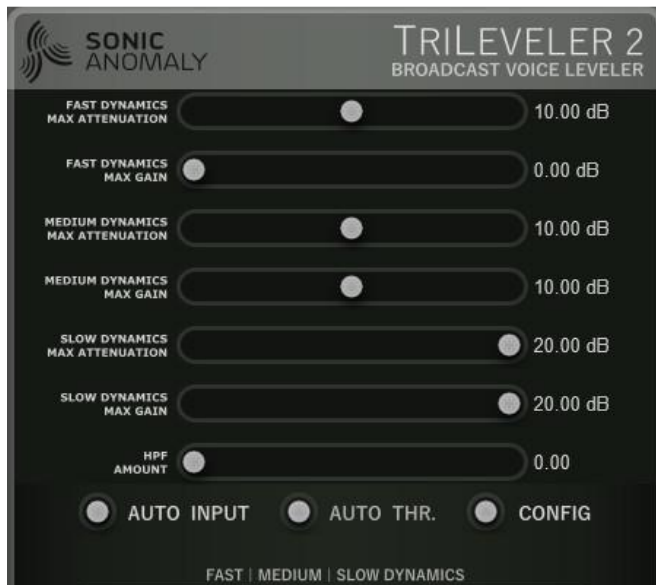 SONIC
ANOMALY
TRILEVELER 2
BROADCAST VOICE LEVELER
FAST DYNAMICS
MAX ATTENUATION
10.00 dB
FAST DYNAMICS
MAX GAIN
0.00 dB
MEDIUM DYNAMICS
MAX ATTENUATION
10.00 dB
MEDIUM DYNAMICS
MAX GAIN
10.00 dB
SLOW DYNAMICS
MAX ATTENUATION
20.00 dB
SLOW DYNAMICS
MAX GAIN
20.00 dB
HPF
AMOUNT
0.00
AUTO INPUT
AUTO THR.
CONFIG
FAST | MEDIUM | SLOW DYNAMICS